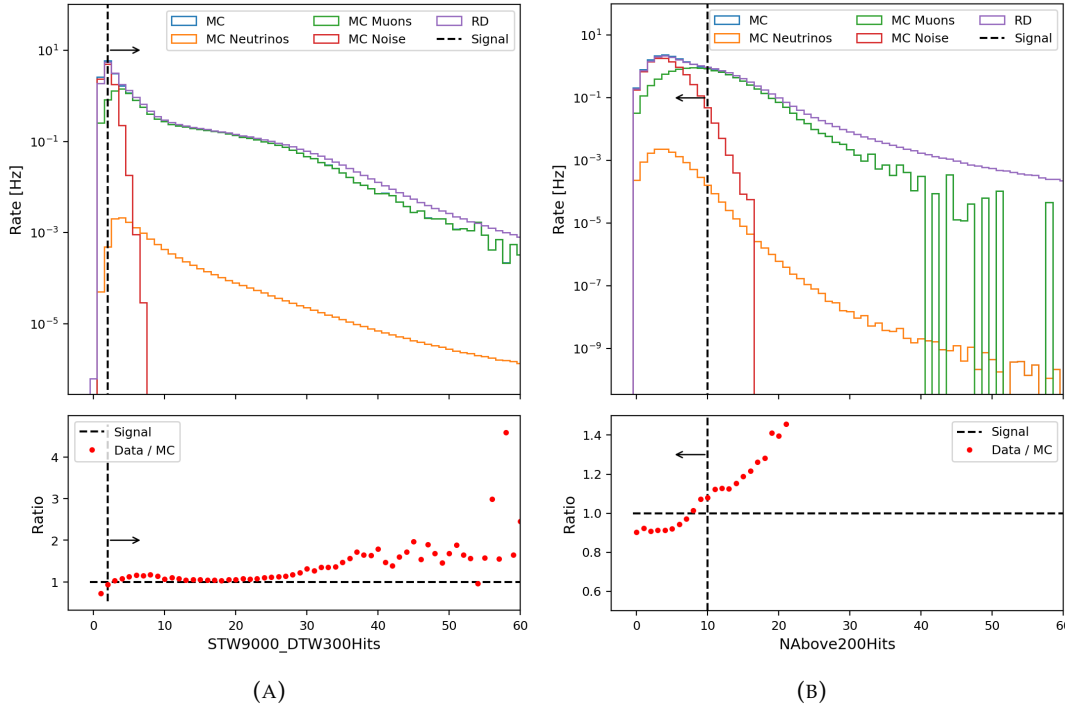 MC
MC Neutrinos
MC Muons
MC Noise
RD
Signal
10^1
10^-1
10^-3
10^-5
Rate [Hz]
Signal
Data / MC
4
3
2
1
Ratio
0 10 20 30 40 50 60
STW9000_DTW300Hits
(A)
MC
MC Neutrinos
MC Muons
MC Noise
RD
Signal
10^1
10^-1
10^-3
10^-5
10^-7
10^-9
Rate [Hz]
Signal
Data / MC
1.4
1.2
1.0
0.8
0.6
Ratio
0 10 20 30 40 50 60
NAbove200Hits
(B)